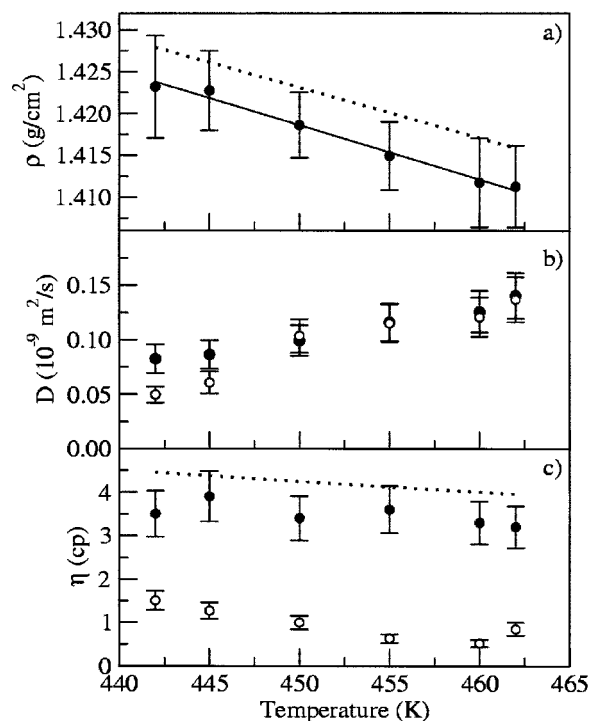 a)
1.430
1.425
1.420
1.415
1.410
ρ (g/cm²)
b)
0.15
0.10
0.05
0.00
D (10⁻⁹ m²/s)
c)
4
3
2
1
0
η (cp)
440 445 450 455 460 465
Temperature (K)